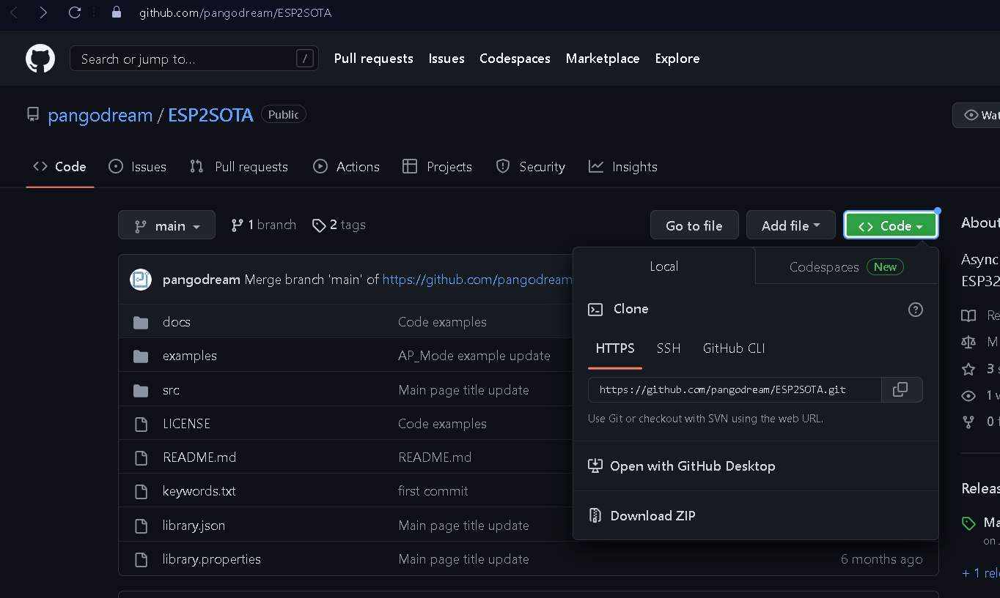 github.com/pangodream/ESP2SOTA
Search or jump to... / Pull requests Issues Codespaces Marketplace Explore
pangodream / ESP2SOTA Public
Code Issues Pull requests Actions Projects Security Insights
main 1 branch 2 tags Go to file Add file Code
pangodream Merge branch 'main' of https://github.com/pangodream
docs Code examples
examples AP_Mode example update
src Main page title update
LICENSE Code examples
README.md README.md
keywords.txt first commit
library.json Main page title update
library.properties Main page title update 6 months ago
Local Codespaces New
Clone
HTTPS SSH GitHub CLI
https://github.com/pangodream/ESP2SOTA.git
Use Git or checkout with SVN using the web URL.
Open with GitHub Desktop
Download ZIP
About
Async
ESP32
3
1
0
+ 1